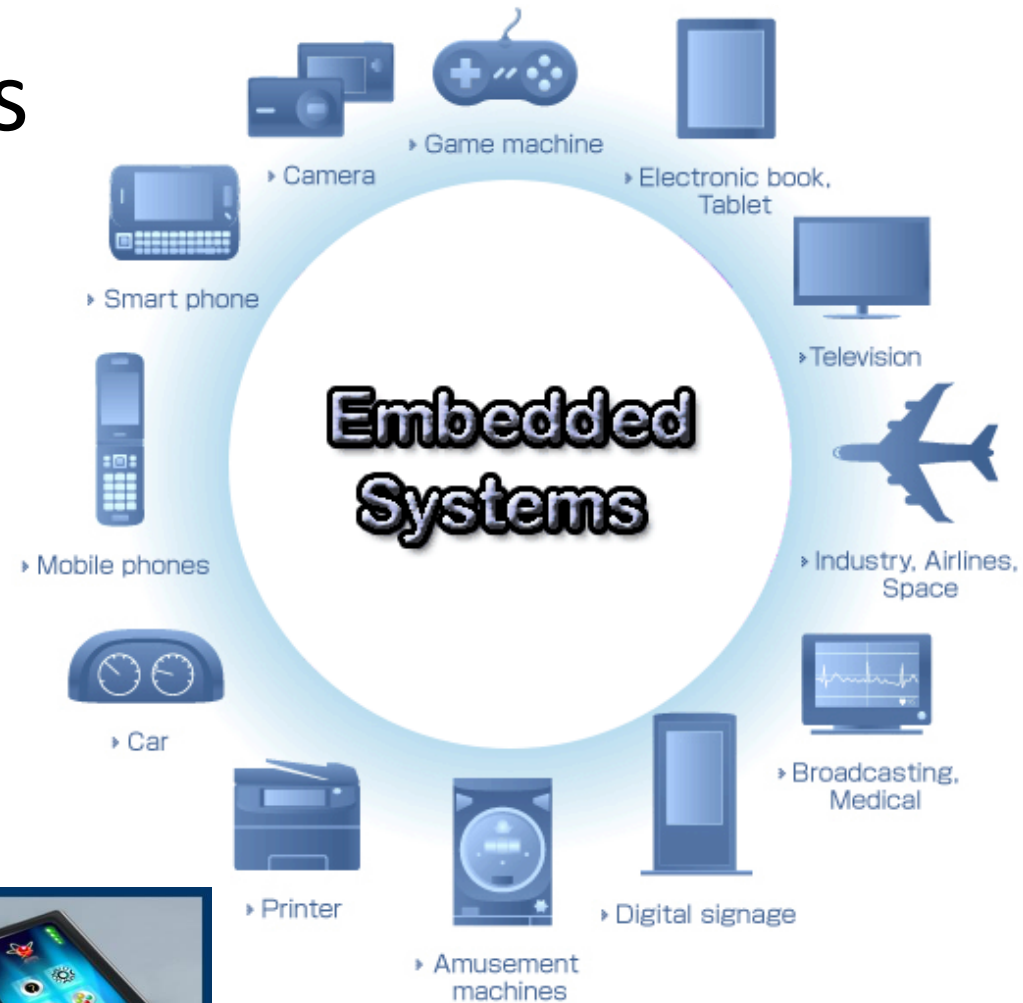 s
Game machine
Camera
Electronic book,
Tablet
Smart phone
Television
Embedded
Systems
Mobile phones
Industry, Airlines,
Space
Car
Broadcasting,
Medical
Printer
Digital signage
Amusement
machines